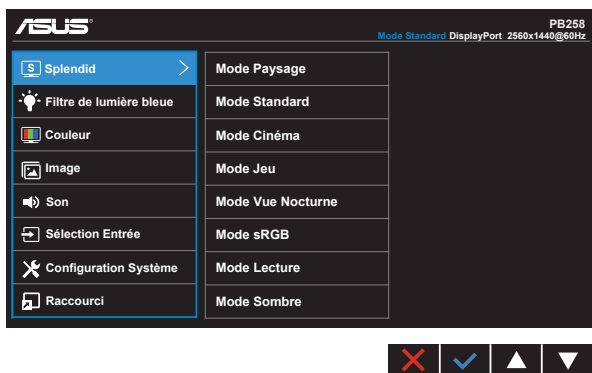 ASUS
PB258
Mode Standard DisplayPort 2560x1440@60Hz
S Splendid
Filtre de lumière bleue
Couleur
Image
Son
Sélection Entrée
Configuration Système
Raccourci
Mode Paysage
Mode Standard
Mode Cinéma
Mode Jeu
Mode Vue Nocturne
Mode sRGB
Mode Lecture
Mode Sombre